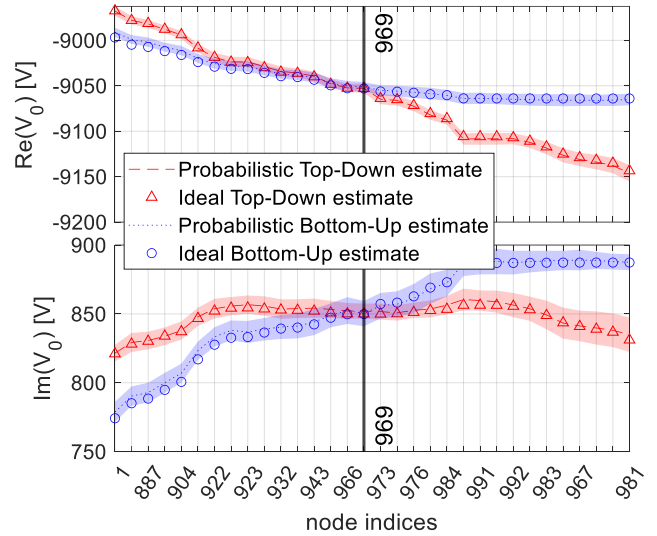 -9000
-9050
-9100
-9150
-9200
Re(V0) [V]
969
Probabilistic Top-Down estimate
Ideal Top-Down estimate
Probabilistic Bottom-Up estimate
Ideal Bottom-Up estimate
900
850
800
750
Im(V0) [V]
969
1 887 904 922 923 932 943 966 973 976 984 991 992 983 967 981
node indices